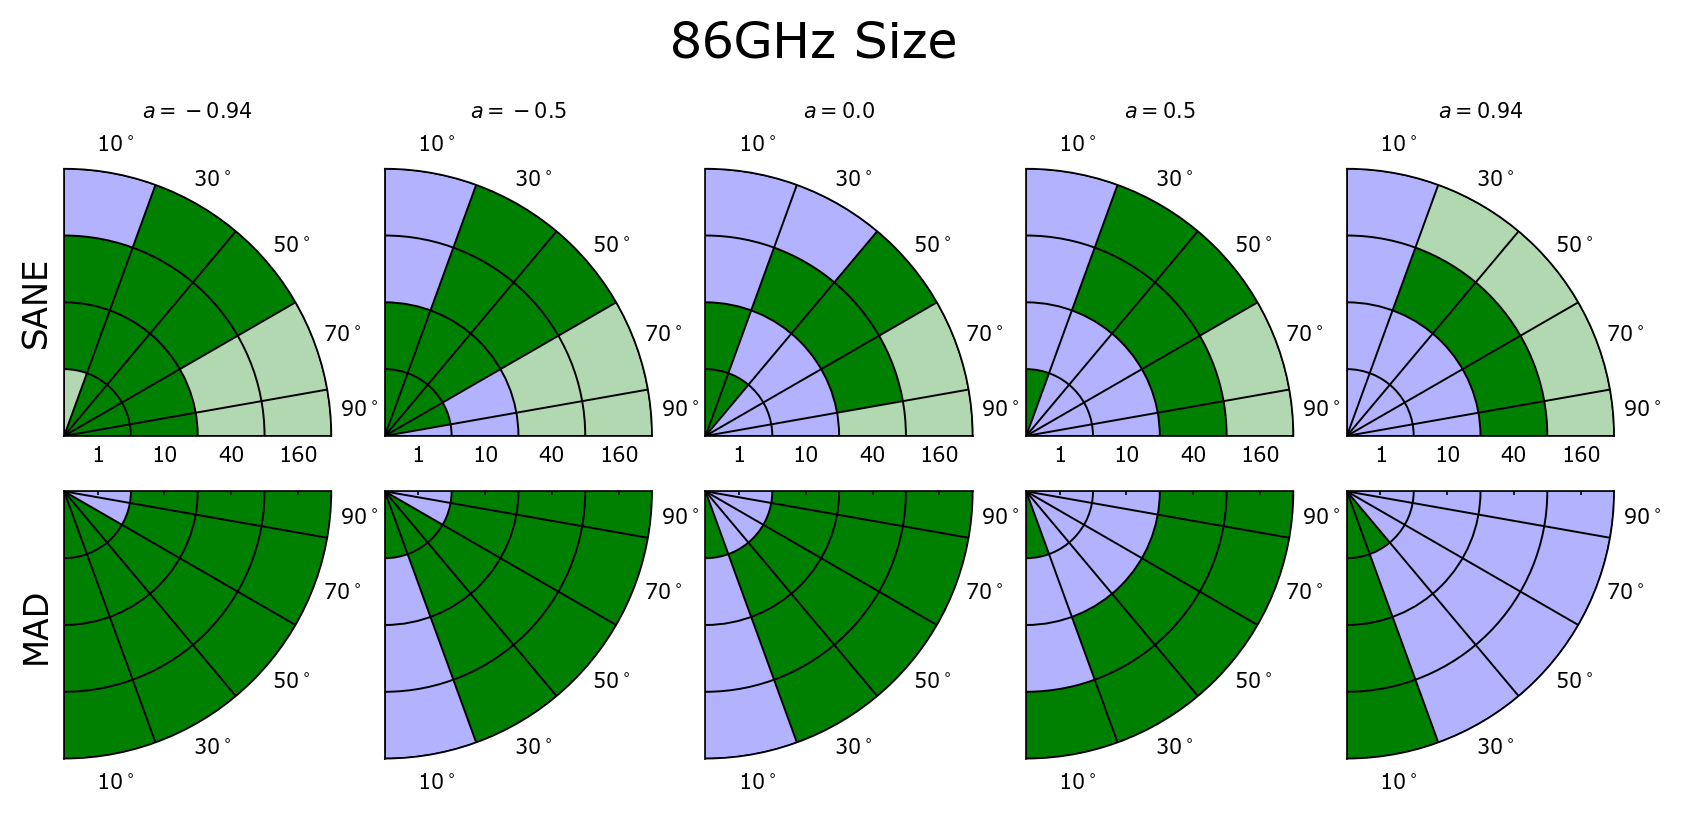 86GHz Size
a = −0.94 a = −0.5 a = 0.0 a = 0.5 a = 0.94
10° 10° 10° 10° 10°
30° 30° 30° 30° 30°
50° 50° 50° 50° 50°
SANE
70° 70° 70° 70° 70°
90° 90° 90° 90° 90°
1 10 40 160 1 10 40 160 1 10 40 160 1 10 40 160 1 10 40 160
90° 90° 90° 90° 90°
70° 70° 70° 70° 70°
MAD
50° 50° 50° 50° 50°
30° 30° 30° 30° 30°
10° 10° 10° 10° 10°